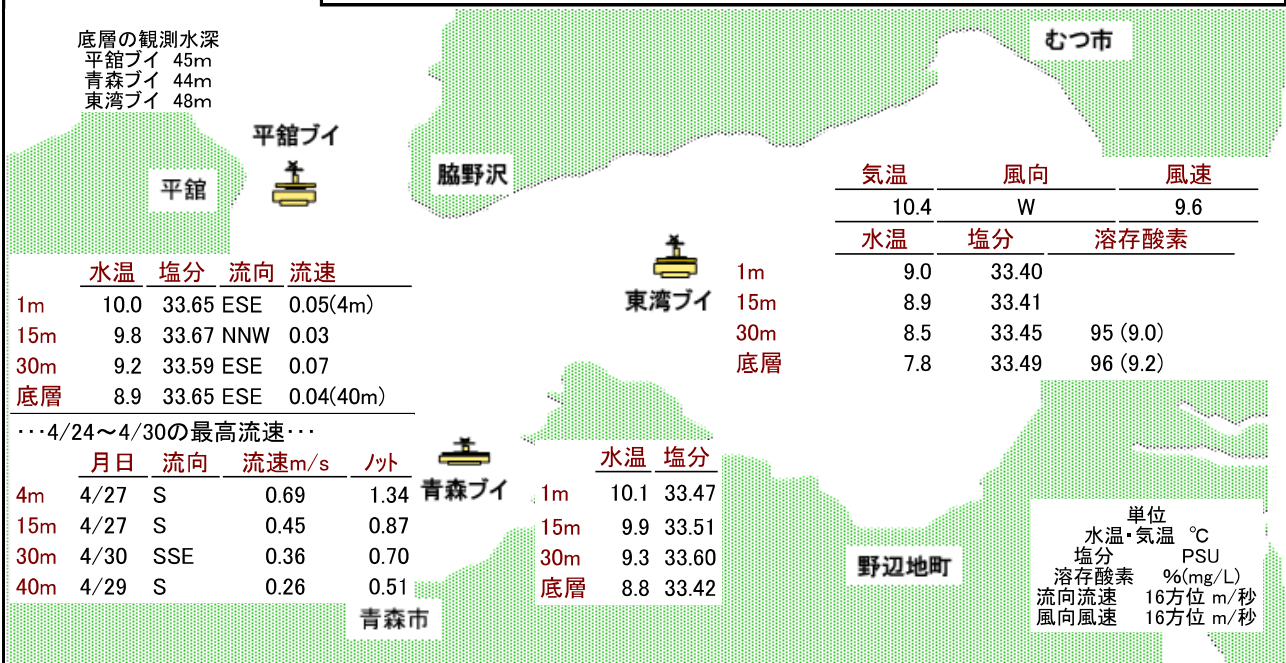 底層の観測水深
平舘ブイ 45m
青森ブイ 44m
東湾ブイ 48m
むつ市
平舘ブイ
平舘
脇野沢
気温 風向 風速
10.4 W 9.6
水温 塩分 溶存酸素
1m 9.0 33.40
15m 8.9 33.41
30m 8.5 33.45 95 (9.0)
底層 7.8 33.49 96 (9.2)
東湾ブイ
水温 塩分 流向 流速
1m 10.0 33.65 ESE 0.05(4m)
15m 9.8 33.67 NNW 0.03
30m 9.2 33.59 ESE 0.07
底層 8.9 33.65 ESE 0.04(40m)
…4/24～4/30の最高流速…
月日 流向 流速m/s ノット
4m 4/27 S 0.69 1.34
15m 4/27 S 0.45 0.87
30m 4/30 SSE 0.36 0.70
40m 4/29 S 0.26 0.51
青森ブイ
水温 塩分
1m 10.1 33.47
15m 9.9 33.51
30m 9.3 33.60
底層 8.8 33.42
青森市
野辺地町
単位
水温・気温 ℃
塩分 PSU
溶存酸素 %(mg/L)
流向流速 16方位 m/秒
風向風速 16方位 m/秒